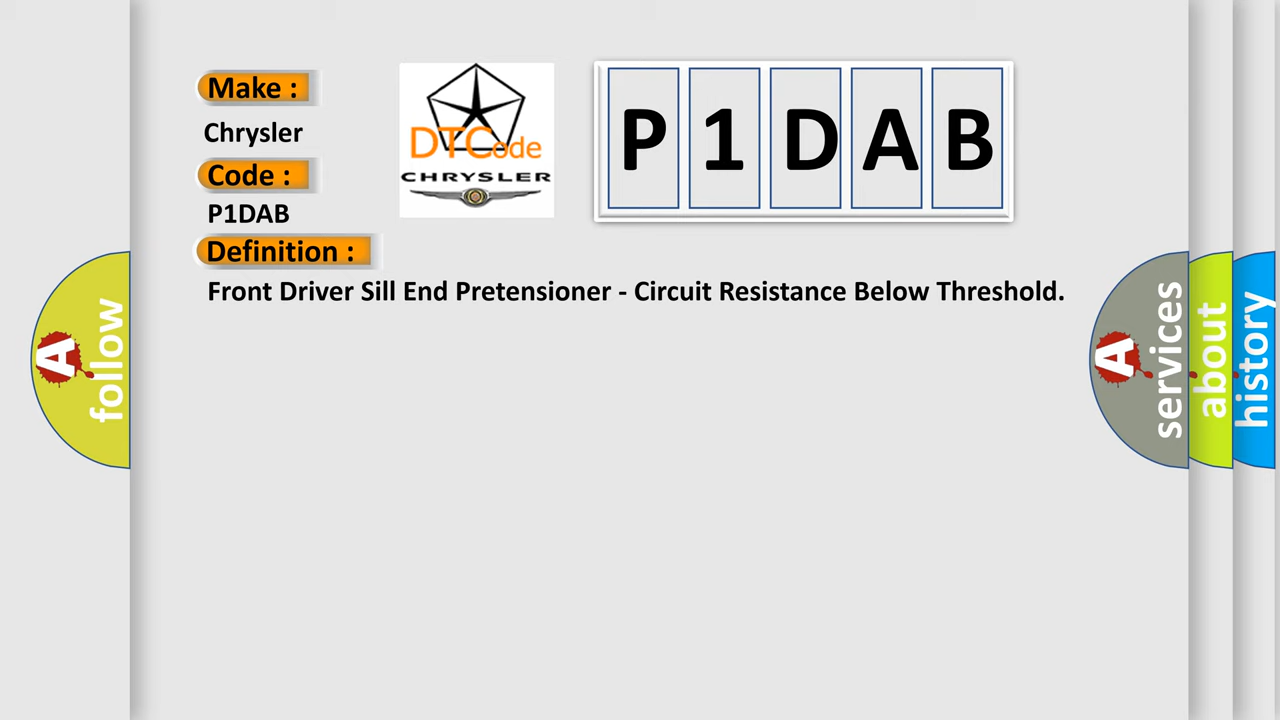 Make :
Chrysler
Code :
P1DAB
Definition :
Front Driver Sill End Pretensioner - Circuit Resistance Below Threshold.
DTCode
CHRYSLER
P 1 D A B
A follow
A services
about
history